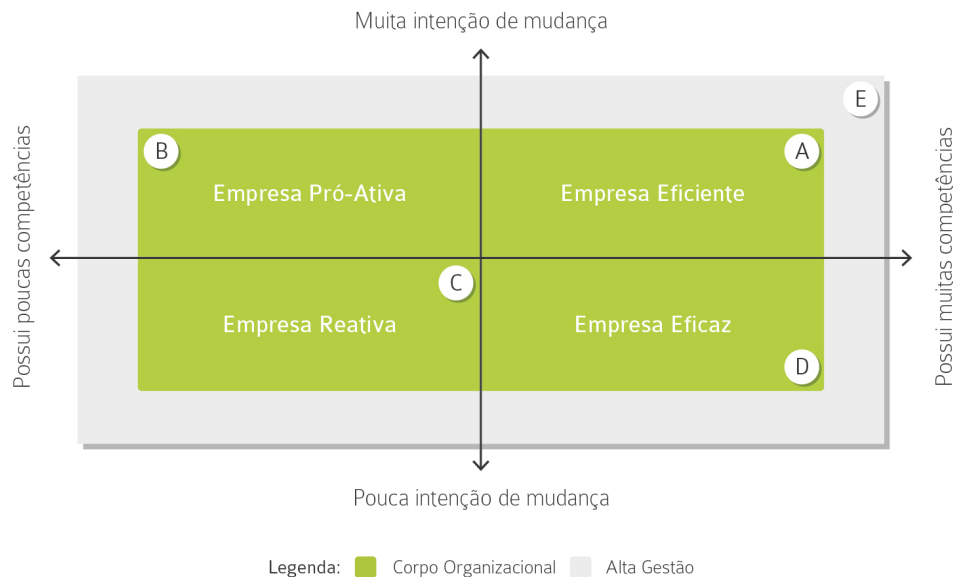 Muita intenção de mudança
E
B
A
Empresa Pró-Ativa
Empresa Eficiente
Possui poucas competências
Possui muitas competências
C
Empresa Reativa
Empresa Eficaz
D
Pouca intenção de mudança
Legenda: Corpo Organizacional Alta Gestão